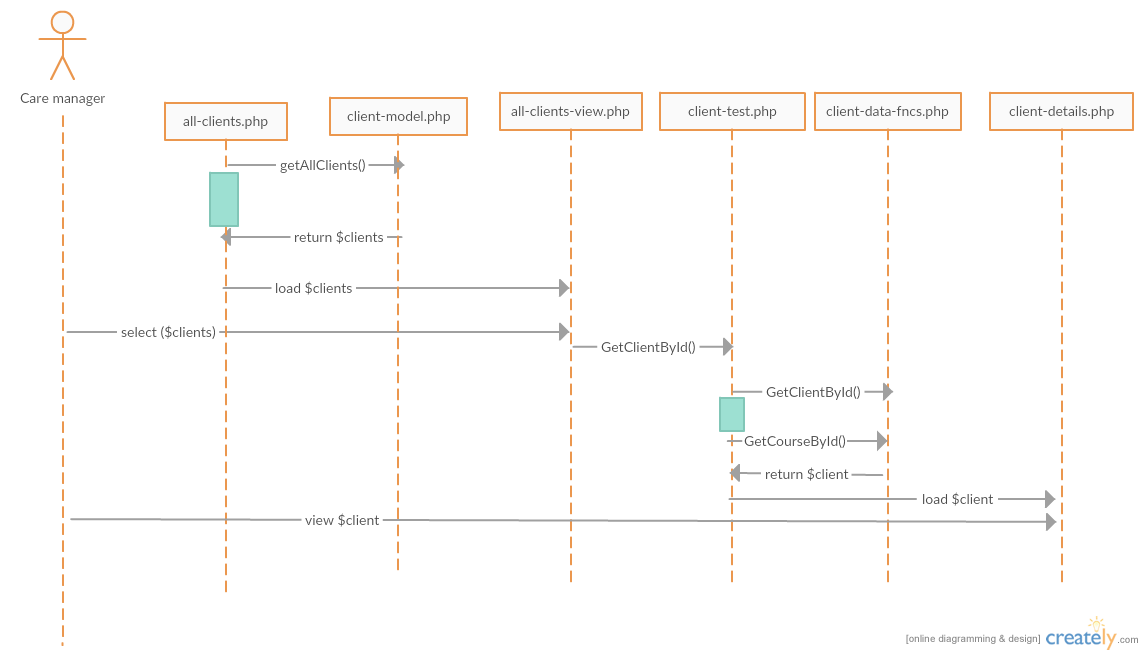 Care manager
all-clients.php
client-model.php
all-clients-view.php
client-test.php
client-data-fncs.php
client-details.php
getAllClients()
return $clients
load $clients
select ($clients)
GetClientById()
GetClientById()
GetCourseById()
return $client
load $client
view $client
[online diagramming & design] creately.com